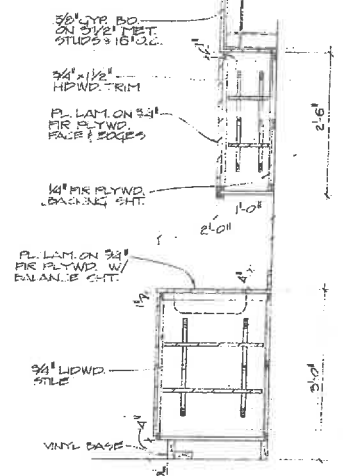 5/8" GYP. BD.
ON 3 1/2" MET.
STUDS @ 16" O.C.
3/4" x 1 1/2"
HDWD. TRIM
PL. LAM. ON 3/4"
FIR PLYWD.
FACE & EDGES
1/4" FIR PLYWD.
BACKING SHT.
2'-6"
1'-0"
2'-0"
PL. LAM. ON 3/4"
FIR PLYWD. W/
BALANCE SHT.
4"
3/4" HDWD.
STILE
3'-0"
4"
VINYL BASE